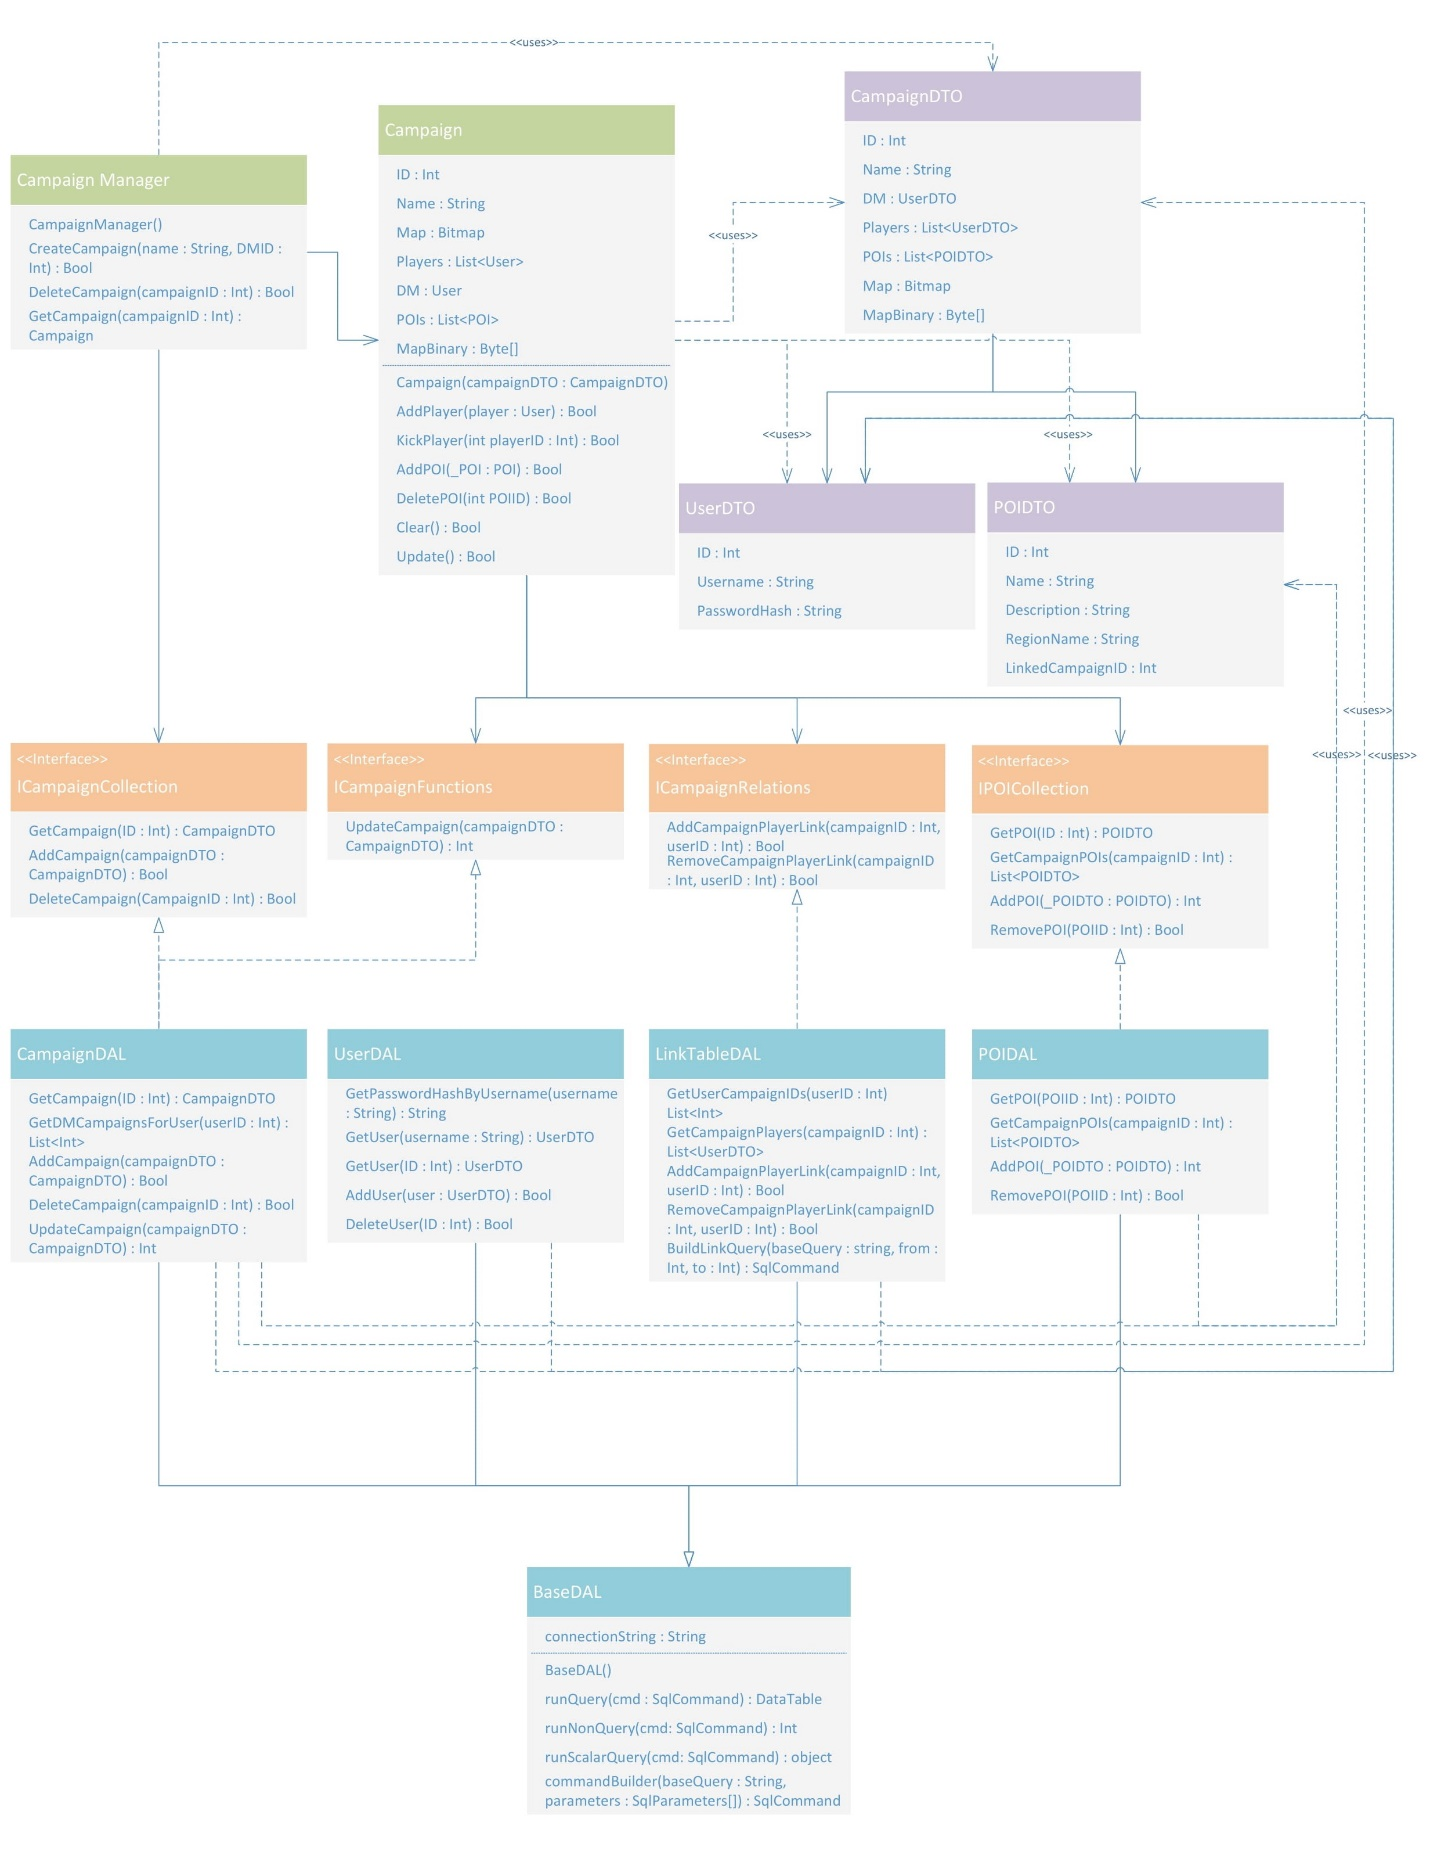 <<uses>>
CampaignDTO
ID : Int
Name : String
DM : UserDTO
Players : List<UserDTO>
POIs : List<POIDTO>
Map : Bitmap
MapBinary : Byte[]
Campaign
ID : Int
Name : String
Map : Bitmap
Players : List<User>
DM : User
POIs : List<POI>
MapBinary : Byte[]
Campaign(campaignDTO : CampaignDTO)
AddPlayer(player : User) : Bool
KickPlayer(int playerID : Int) : Bool
AddPOI(_POI : POI) : Bool
DeletePOI(int POIID) : Bool
Clear() : Bool
Update() : Bool
Campaign Manager
CampaignManager()
CreateCampaign(name : String, DMID :
Int) : Bool
DeleteCampaign(campaignID : Int) : Bool
GetCampaign(campaignID : Int) :
Campaign
<<uses>>
<<uses>>
<<uses>>
UserDTO
ID : Int
Username : String
PasswordHash : String
POIDTO
ID : Int
Name : String
Description : String
RegionName : String
LinkedCampaignID : Int
<<uses>>
<<uses>>
<<uses>>
<<Interface>>
ICampaignCollection
GetCampaign(ID : Int) : CampaignDTO
AddCampaign(campaignDTO :
CampaignDTO) : Bool
DeleteCampaign(CampaignID : Int) : Bool
<<Interface>>
ICampaignFunctions
UpdateCampaign(campaignDTO :
CampaignDTO) : Int
<<Interface>>
ICampaignRelations
AddCampaignPlayerLink(campaignID : Int,
userID : Int) : Bool
RemoveCampaignPlayerLink(campaignID
: Int, userID : Int) : Bool
<<Interface>>
IPOICollection
GetPOI(ID : Int) : POIDTO
GetCampaignPOIs(campaignID : Int) :
List<POIDTO>
AddPOI(_POIDTO : POIDTO) : Int
RemovePOI(POIID : Int) : Bool
CampaignDAL
GetCampaign(ID : Int) : CampaignDTO
GetDMCampaignsForUser(userID : Int) :
List<Int>
AddCampaign(campaignDTO :
CampaignDTO) : Bool
DeleteCampaign(campaignID : Int) : Bool
UpdateCampaign(campaignDTO :
CampaignDTO) : Int
UserDAL
GetPasswordHashByUsername(username
: String) : String
GetUser(username : String) : UserDTO
GetUser(ID : Int) : UserDTO
AddUser(user : UserDTO) : Bool
DeleteUser(ID : Int) : Bool
LinkTableDAL
GetUserCampaignIDs(userID : Int)
List<Int>
GetCampaignPlayers(campaignID : Int) :
List<UserDTO>
AddCampaignPlayerLink(campaignID : Int,
userID : Int) : Bool
RemoveCampaignPlayerLink(campaignID
: Int, userID : Int) : Bool
BuildLinkQuery(baseQuery : string, from :
Int, to : Int) : SqlCommand
POIDAL
GetPOI(POIID : Int) : POIDTO
GetCampaignPOIs(campaignID : Int) :
List<POIDTO>
AddPOI(_POIDTO : POIDTO) : Int
RemovePOI(POIID : Int) : Bool
BaseDAL
connectionString : String
BaseDAL()
runQuery(cmd : SqlCommand) : DataTable
runNonQuery(cmd: SqlCommand) : Int
runScalarQuery(cmd: SqlCommand) : object
commandBuilder(baseQuery : String,
parameters : SqlParameters[]) : SqlCommand